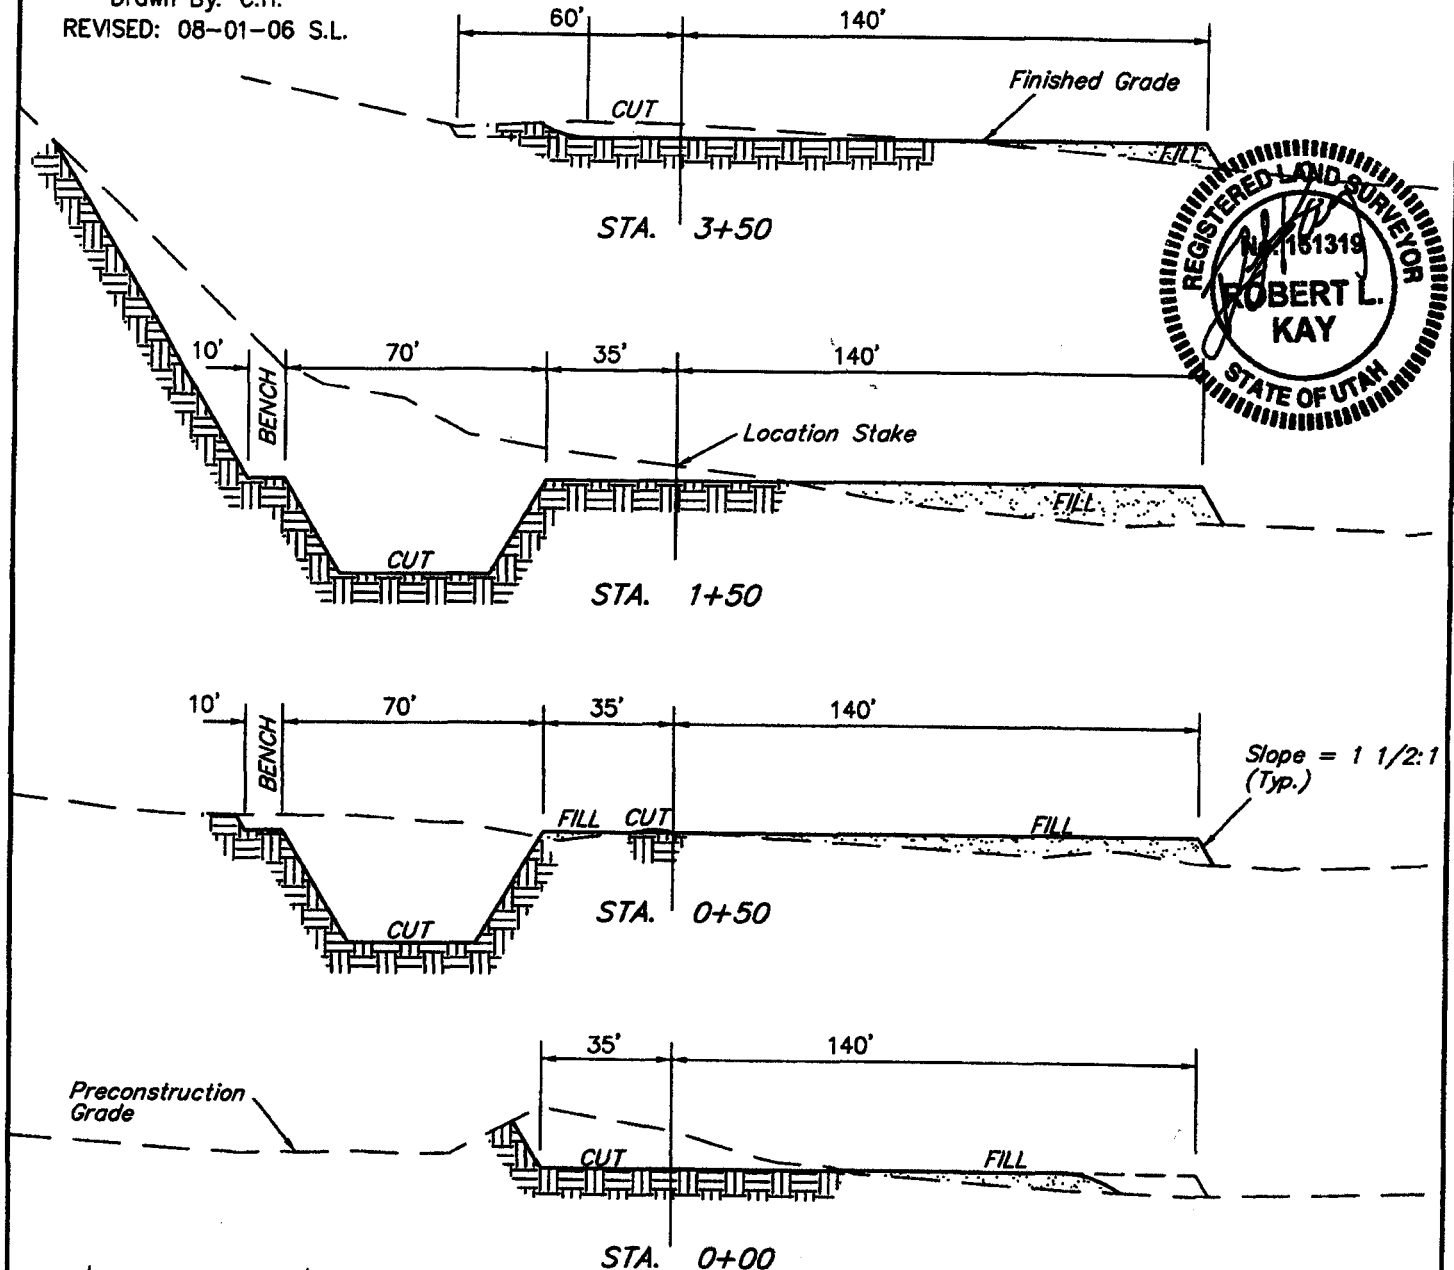 Drawn By: C.H.
REVISED: 08-01-06 S.L.
60' 140'
Finished Grade
CUT
FILL
STA. 3+50
REGISTERED LAND SURVEYOR
No. 161319
ROBERT L.
KAY
STATE OF UTAH
10' 70' 35' 140'
BENCH
Location Stake
FILL
CUT
STA. 1+50
10' 70' 35' 140'
BENCH
Slope = 1 1/2:1
(Typ.)
FILL CUT FILL
STA. 0+50
CUT
35' 140'
Preconstruction
Grade
CUT FILL
STA. 0+00